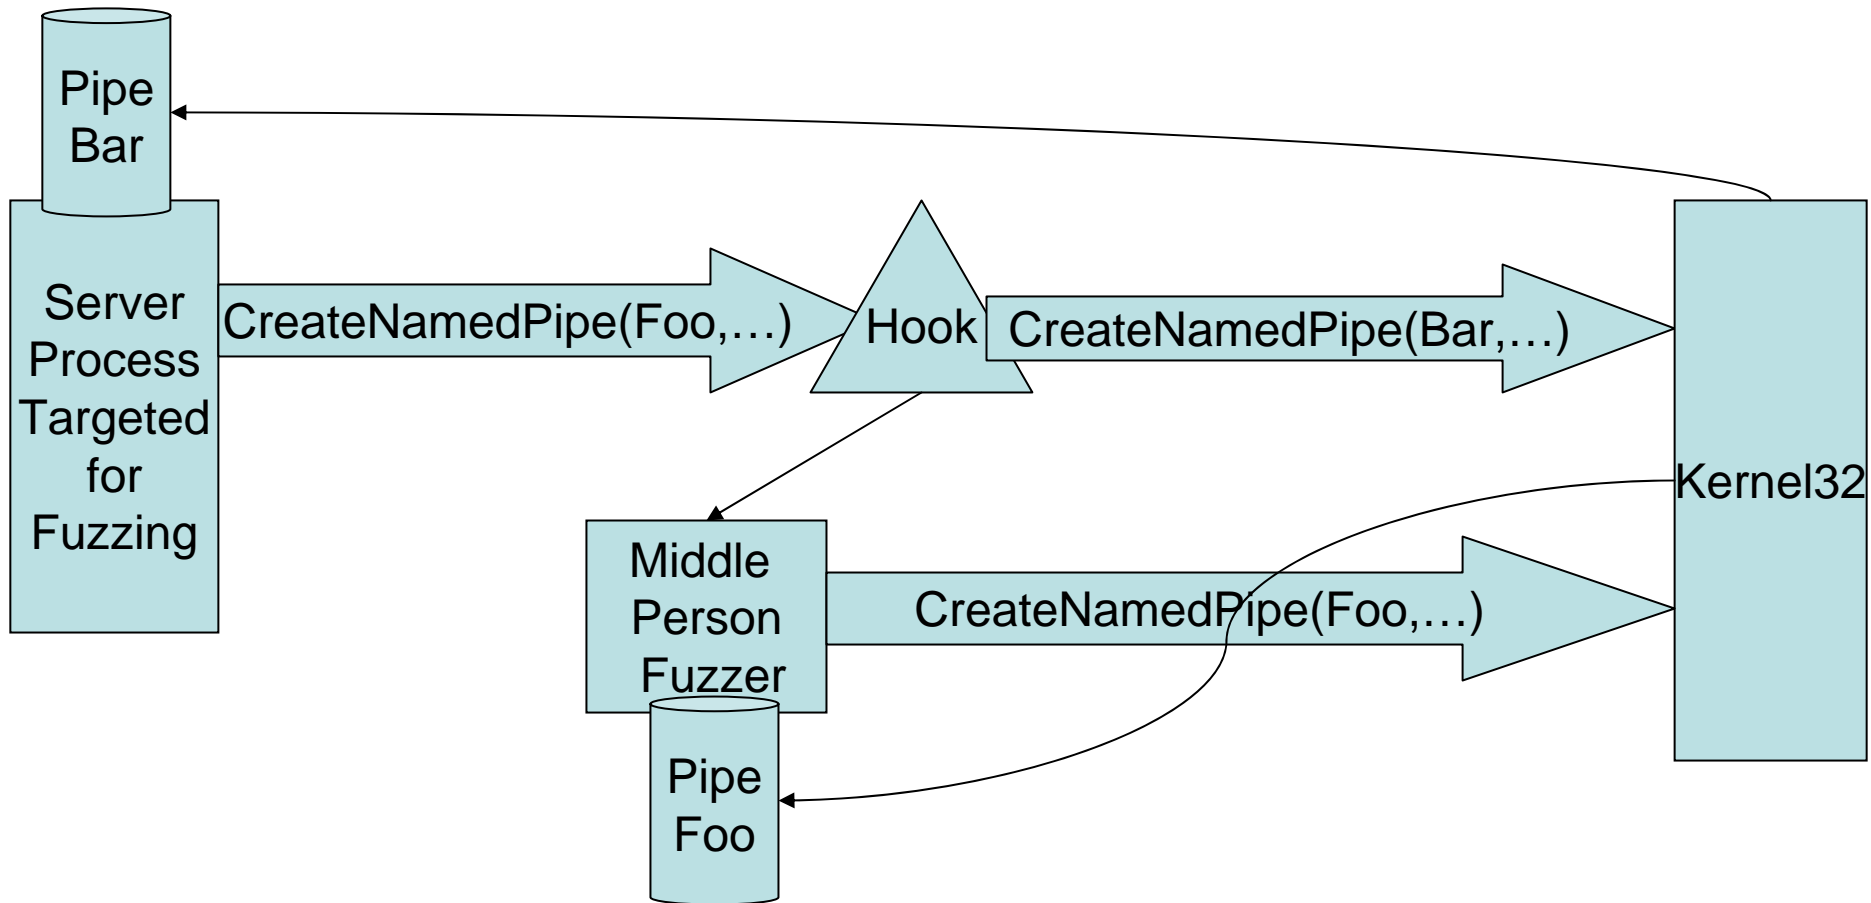 Pipe
Bar
Server
Process
Targeted
for
Fuzzing
CreateNamedPipe(Foo,…)
Hook
CreateNamedPipe(Bar,…)
Kernel32
Middle
Person
Fuzzer
CreateNamedPipe(Foo,…)
Pipe
Foo